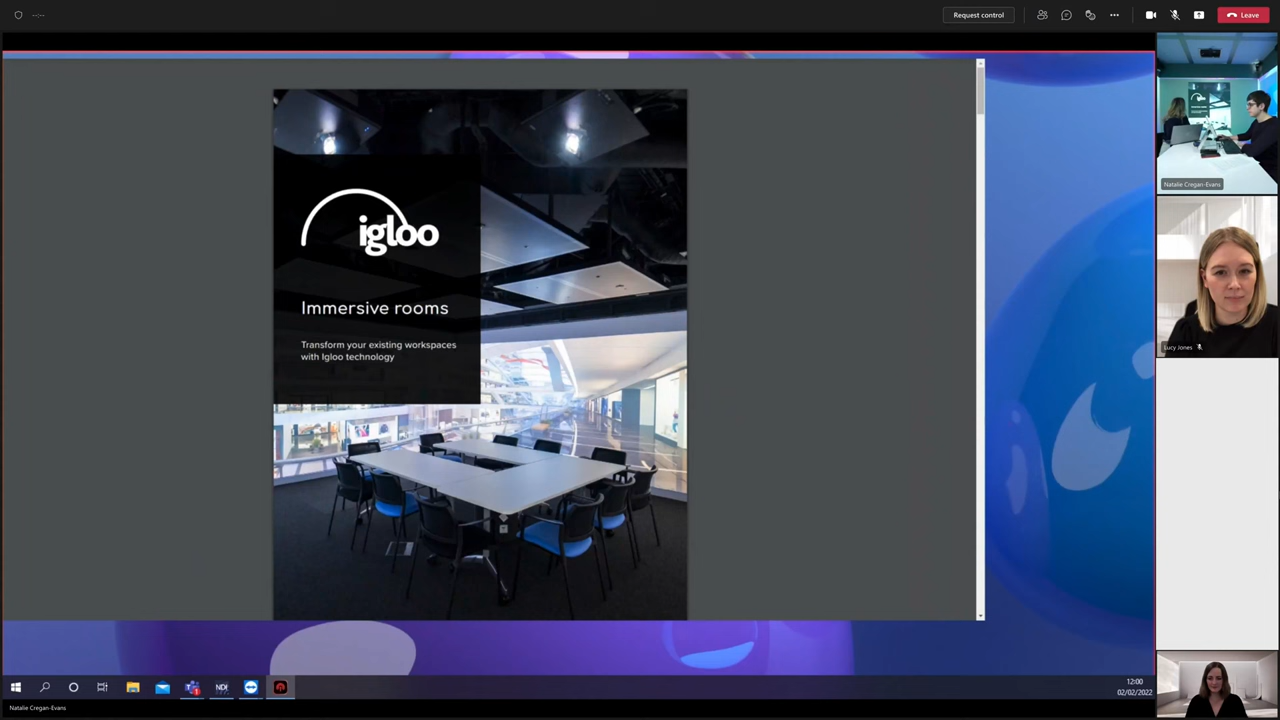 --:--
Request control
Leave
igloo
Immersive rooms
Transform your existing workspaces
with Igloo technology
Natalie Cregan-Evans
Lucy Jones
NDI
12:00
02/02/2022
Natalie Cregan-Evans